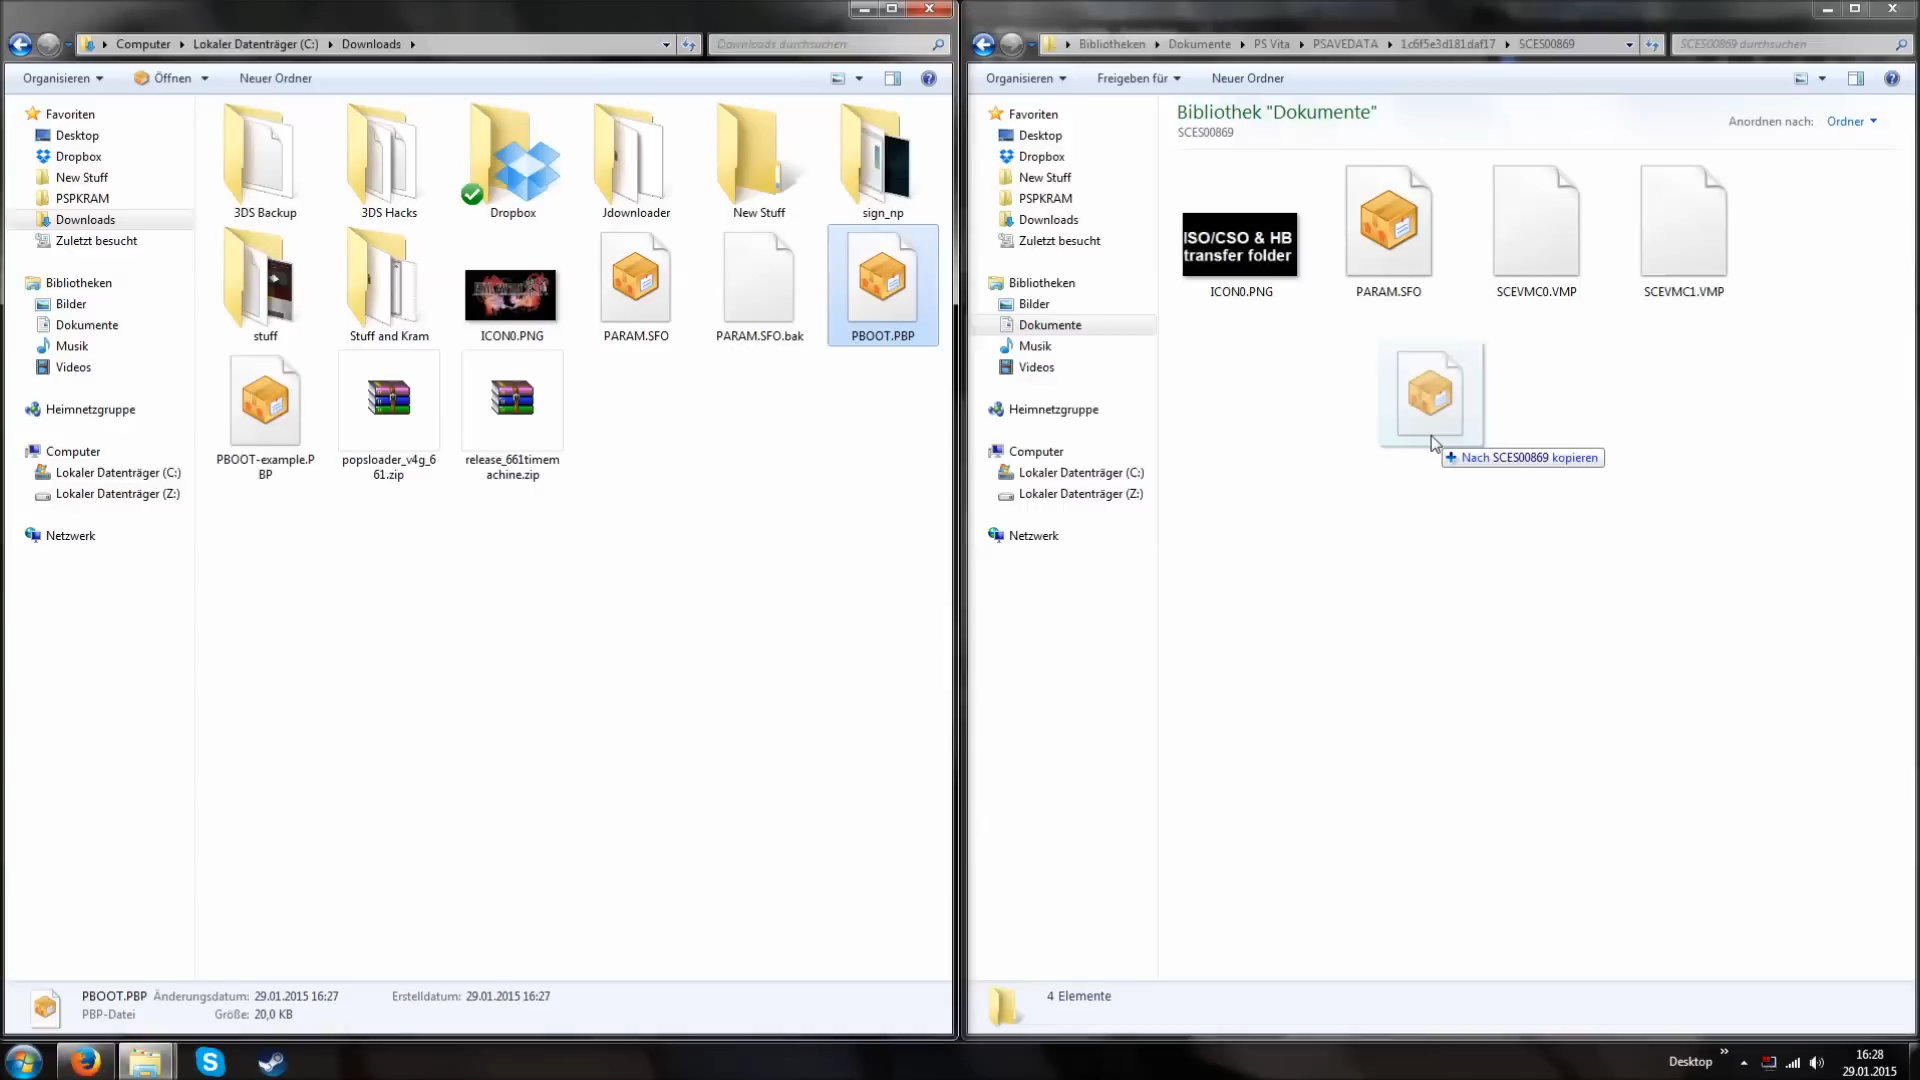 Computer ▸ Lokaler Datenträger (C:) ▸ Downloads ▸
Downloads durchsuchen
Organisieren
Öffnen
Neuer Ordner
Favoriten
Desktop
Dropbox
New Stuff
PSPKRAM
Downloads
Zuletzt besucht
Bibliotheken
Bilder
Dokumente
Musik
Videos
Heimnetzgruppe
Computer
Lokaler Datenträger (C:)
Lokaler Datenträger (Z:)
Netzwerk
3DS Backup
3DS Hacks
Dropbox
Jdownloader
New Stuff
sign_np
stuff
Stuff and Kram
ICON0.PNG
PARAM.SFO
PARAM.SFO.bak
PBOOT.PBP
PBOOT-example.P
BP
popsloader_v4g_6
61.zip
release_661timem
achine.zip
PBOOT.PBP Änderungsdatum: 29.01.2015 16:27 Erstelldatum: 29.01.2015 16:27
PBP-Datei Größe: 20,0 KB
Bibliotheken ▸ Dokumente ▸ PS Vita ▸ PSAVEDATA ▸ 1c6f5e3d181daf17 ▸ SCES00869
SCES00869 durchsuchen
Organisieren
Freigeben für
Neuer Ordner
Favoriten
Desktop
Dropbox
New Stuff
PSPKRAM
Downloads
Zuletzt besucht
Bibliotheken
Bilder
Dokumente
Musik
Videos
Heimnetzgruppe
Computer
Lokaler Datenträger (C:)
Lokaler Datenträger (Z:)
Netzwerk
Bibliothek "Dokumente"
SCES00869
Anordnen nach: Ordner
ISO/CSO & HB
transfer folder
ICON0.PNG
PARAM.SFO
SCEVMC0.VMP
SCEVMC1.VMP
Nach SCES00869 kopieren
4 Elemente
Desktop
16:28
29.01.2015